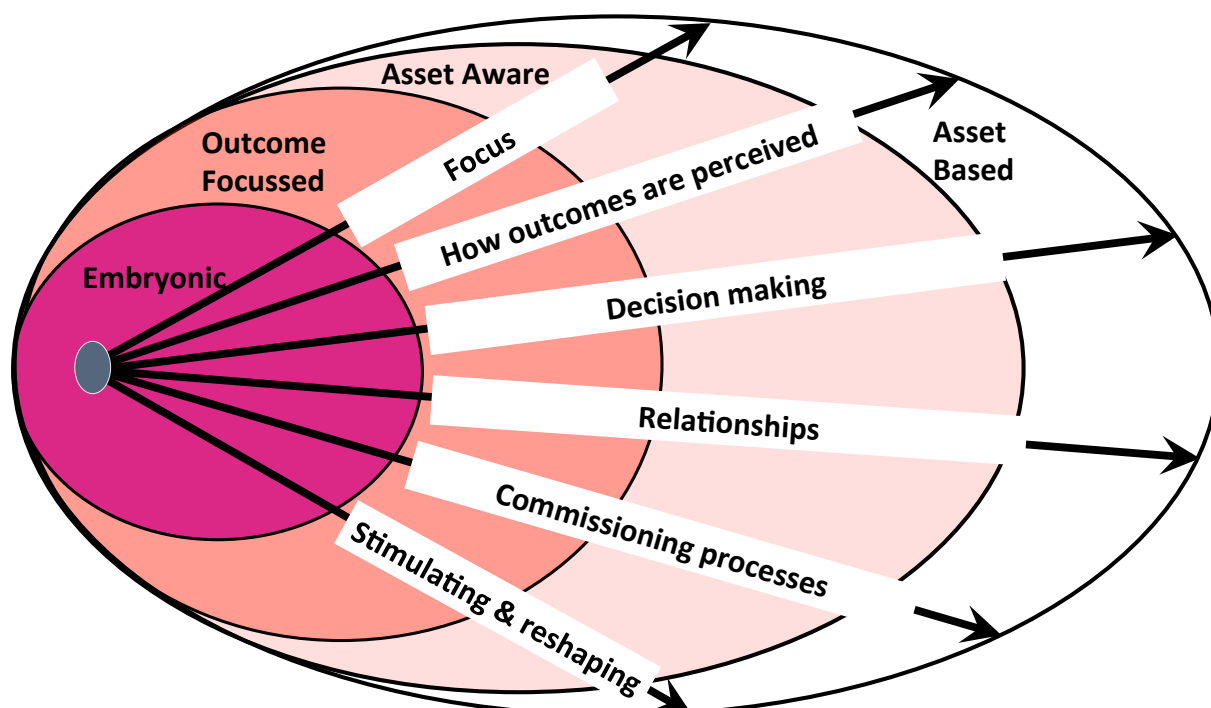 Asset Aware
Outcome
Focussed
Embryonic
Asset
Based
Focus
How outcomes are perceived
Decision making
Relationships
Commissioning processes
Stimulating & reshaping